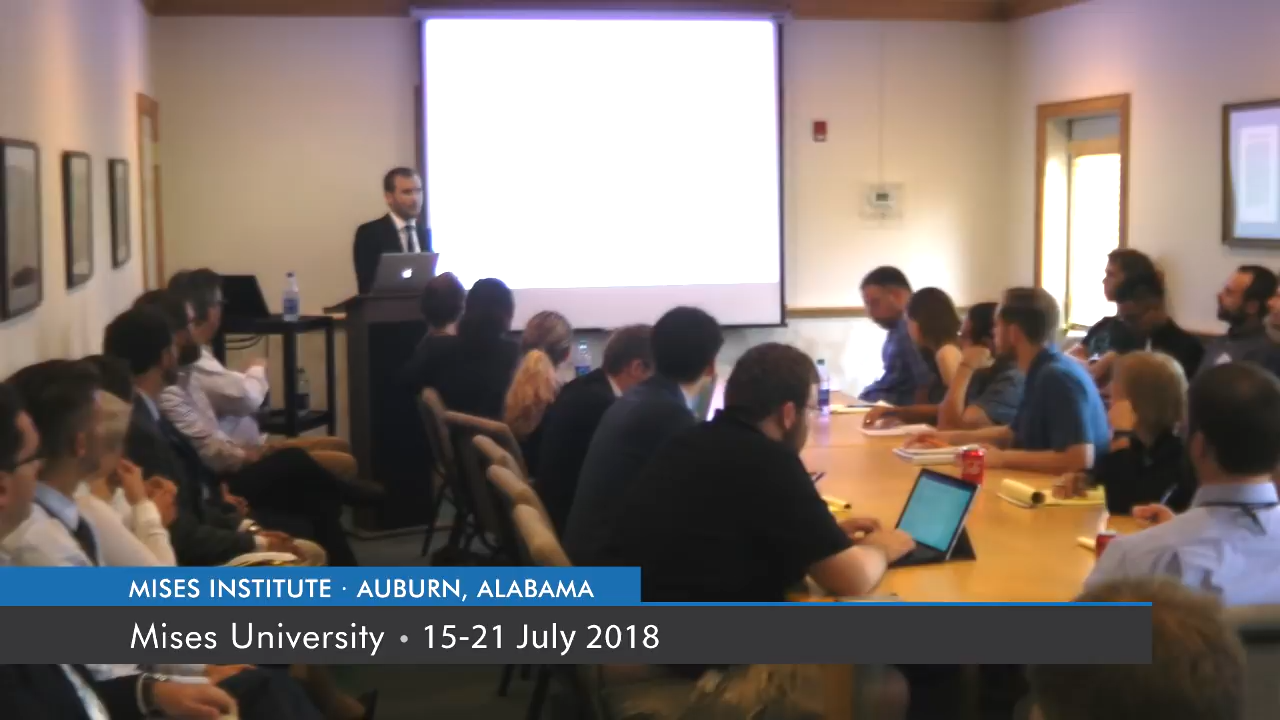 MISES INSTITUTE · AUBURN, ALABAMA
Mises University • 15-21 July 2018